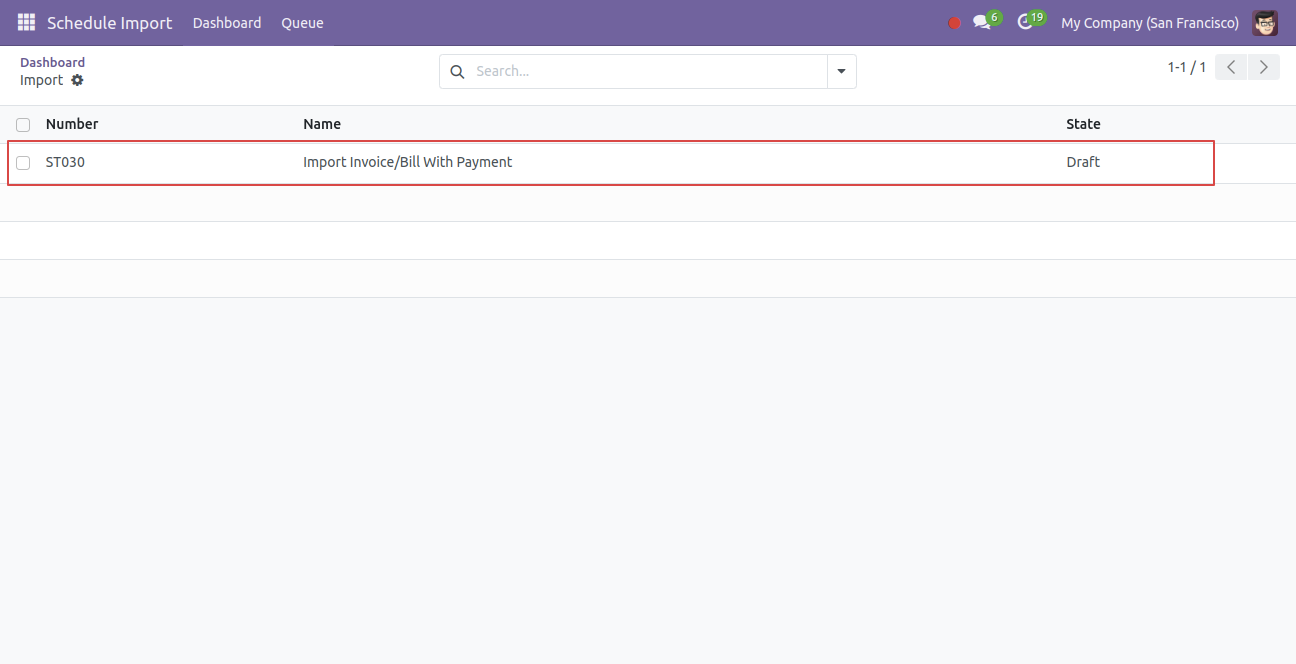 Schedule Import Dashboard Queue 6 19 My Company (San Francisco)
Dashboard
Import
Search...
1-1 / 1
Number Name State
ST030 Import Invoice/Bill With Payment Draft